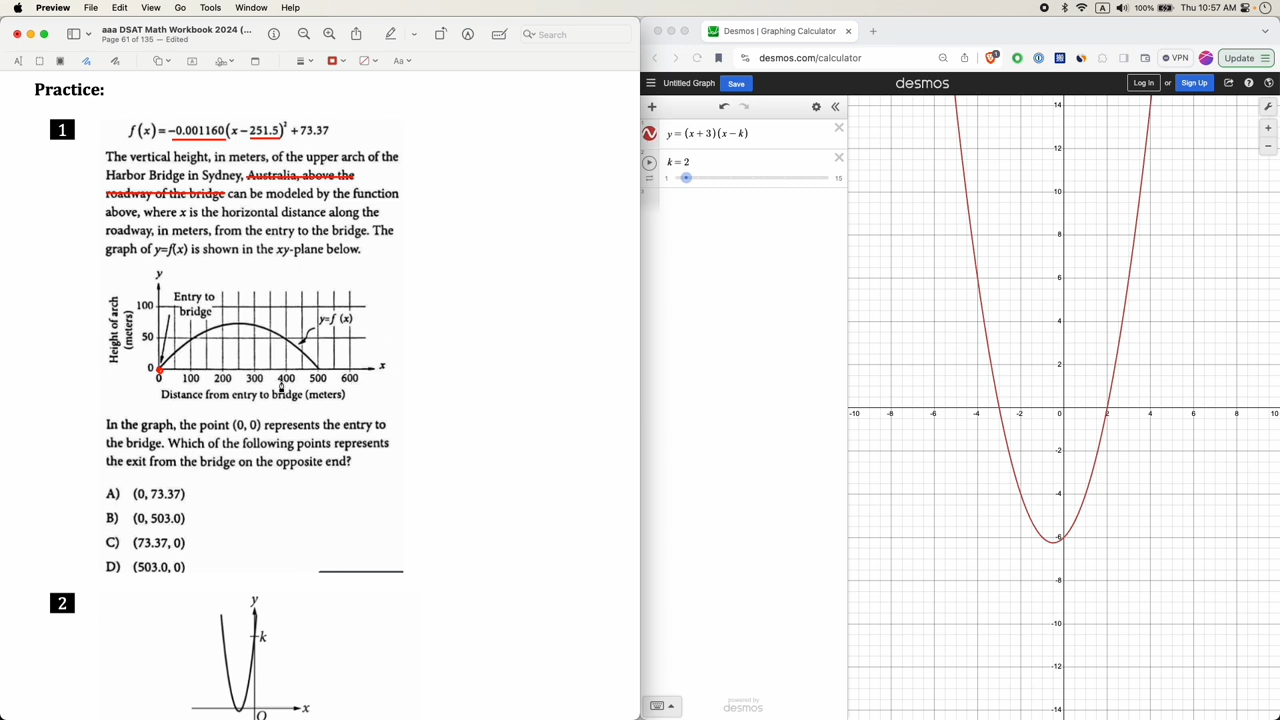 Preview File Edit View Go Tools Window Help
100% Thu 10:57 AM
aaa DSAT Math Workbook 2024 (...
Page 61 of 135 — Edited
Search
Aa
Practice:
1
f(x)=−0.001160(x−251.5)²+73.37
The vertical height, in meters, of the upper arch of the
Harbor Bridge in Sydney, Australia, above the
roadway of the bridge can be modeled by the function
above, where x is the horizontal distance along the
roadway, in meters, from the entry to the bridge. The
graph of y=f(x) is shown in the xy-plane below.
y
Height of arch
(meters)
100
50
0
Entry to
bridge
y=f (x)
x
0 100 200 300 400 500 600
Distance from entry to bridge (meters)
In the graph, the point (0, 0) represents the entry to
the bridge. Which of the following points represents
the exit from the bridge on the opposite end?
A) (0, 73.37)
B) (0, 503.0)
C) (73.37, 0)
D) (503.0, 0)
2
y
k
O
x
Desmos | Graphing Calculator
desmos.com/calculator
VPN
Update
Untitled Graph
Save
desmos
Log In
Sign Up
1
y=(x+3)(x−k)
2
k=2
1
15
3
powered by
desmos
14
12
10
8
6
4
2
-10 -8 -6 -4 -2 0 2 4 6 8 10
-2
-4
-6
-8
-10
-12
-14